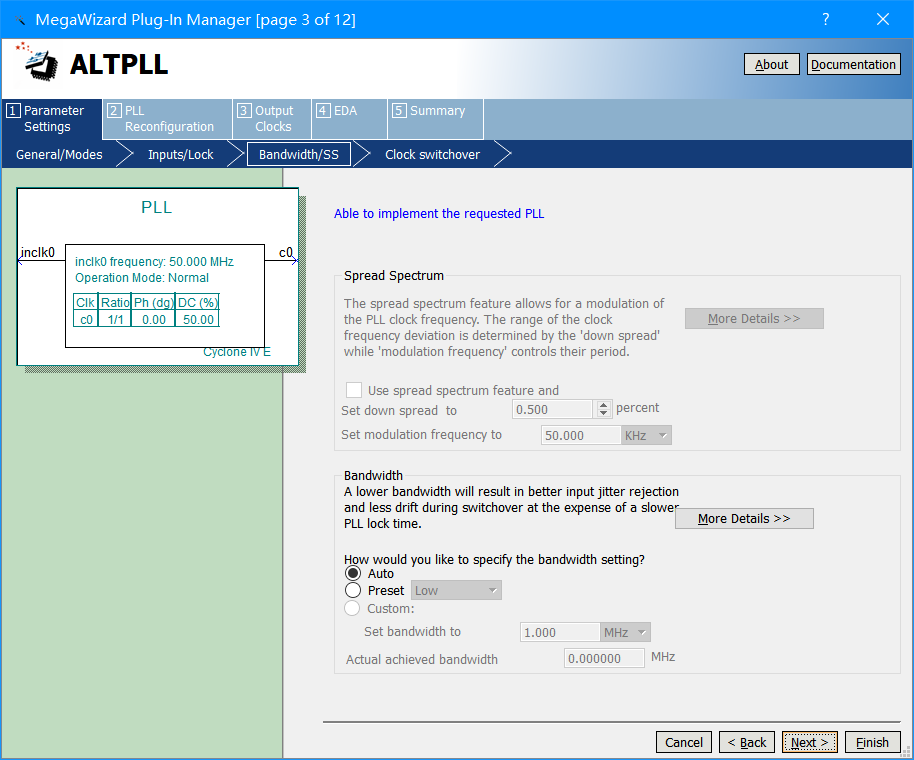 MegaWizard Plug-In Manager [page 3 of 12]
?
ALTPLL
About
Documentation
1 Parameter Settings
2 PLL Reconfiguration
3 Output Clocks
4 EDA
5 Summary
General/Modes
Inputs/Lock
Bandwidth/SS
Clock switchover
PLL
inclk0
c0
inclk0 frequency: 50.000 MHz
Operation Mode: Normal
Clk Ratio Ph (dg) DC (%)
c0 1/1 0.00 50.00
Cyclone IV E
Able to implement the requested PLL
Spread Spectrum
The spread spectrum feature allows for a modulation of
the PLL clock frequency. The range of the clock
frequency deviation is determined by the 'down spread'
while 'modulation frequency' controls their period.
More Details >>
Use spread spectrum feature and
Set down spread to 0.500 percent
Set modulation frequency to 50.000 KHz
Bandwidth
A lower bandwidth will result in better input jitter rejection
and less drift during switchover at the expense of a slower
PLL lock time.
More Details >>
How would you like to specify the bandwidth setting?
Auto
Preset Low
Custom:
Set bandwidth to 1.000 MHz
Actual achieved bandwidth 0.000000 MHz
Cancel
< Back
Next >
Finish